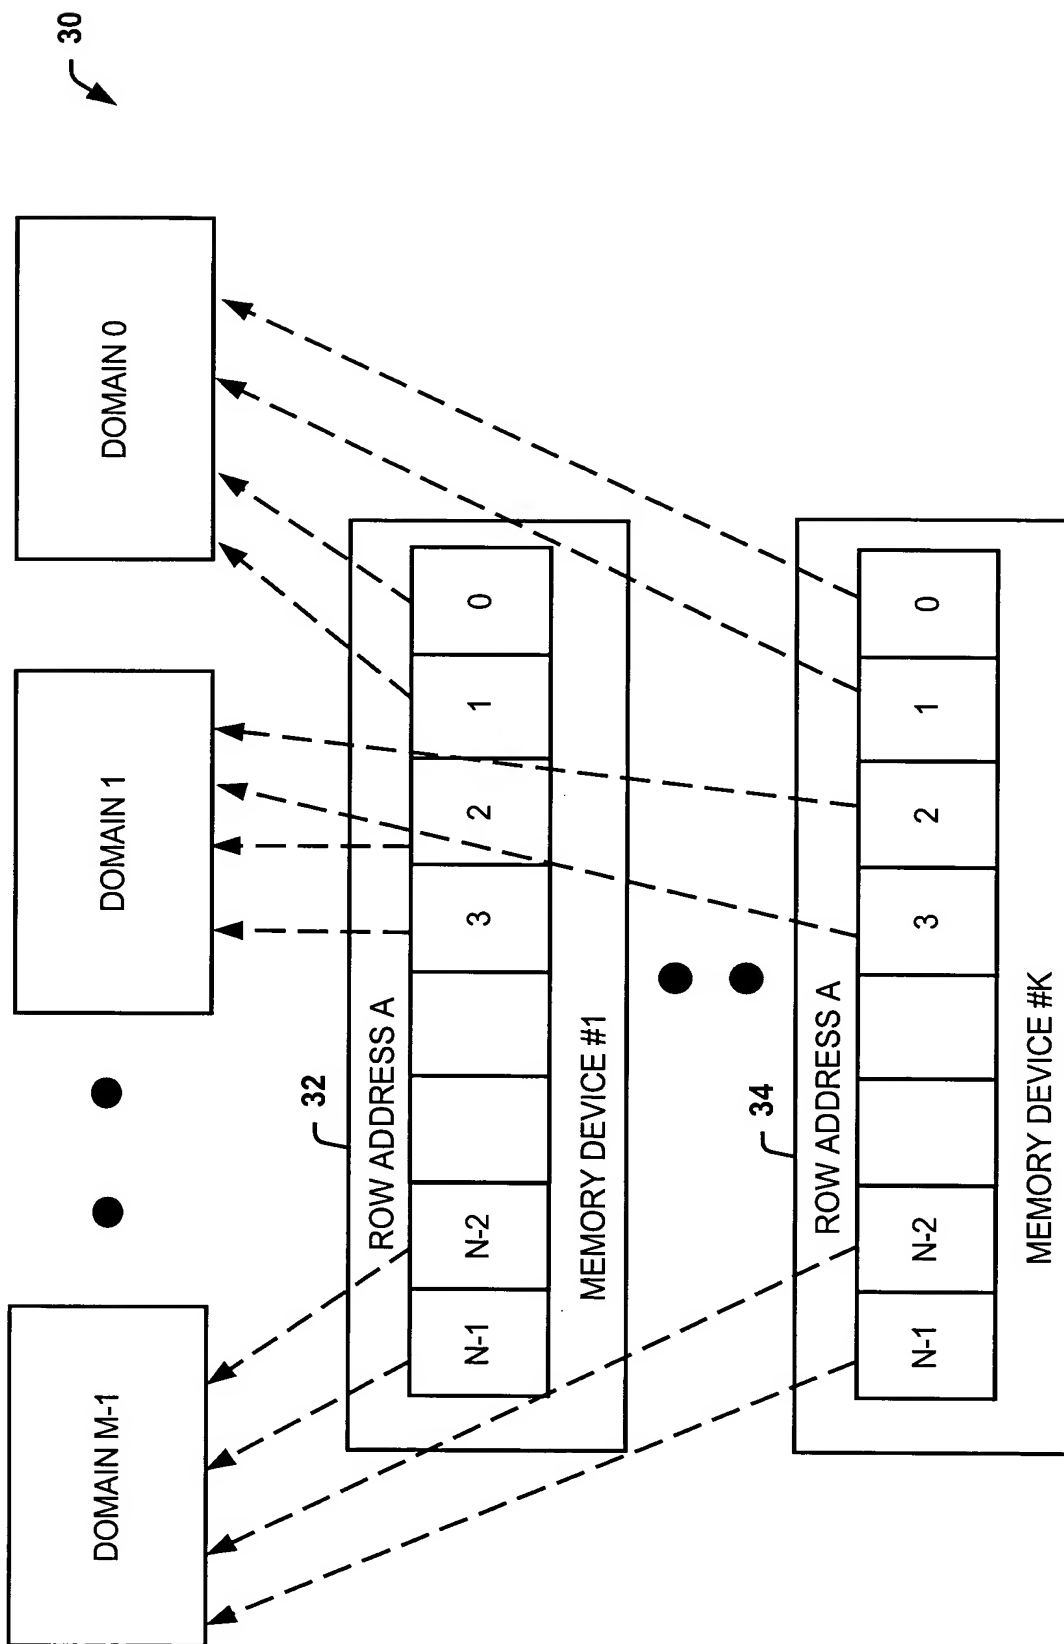 30
DOMAIN M-1
DOMAIN 1
DOMAIN 0
32
ROW ADDRESS A
N-1 N-2 3 2 1 0
MEMORY DEVICE #1
34
ROW ADDRESS A
N-1 N-2 3 2 1 0
MEMORY DEVICE #K